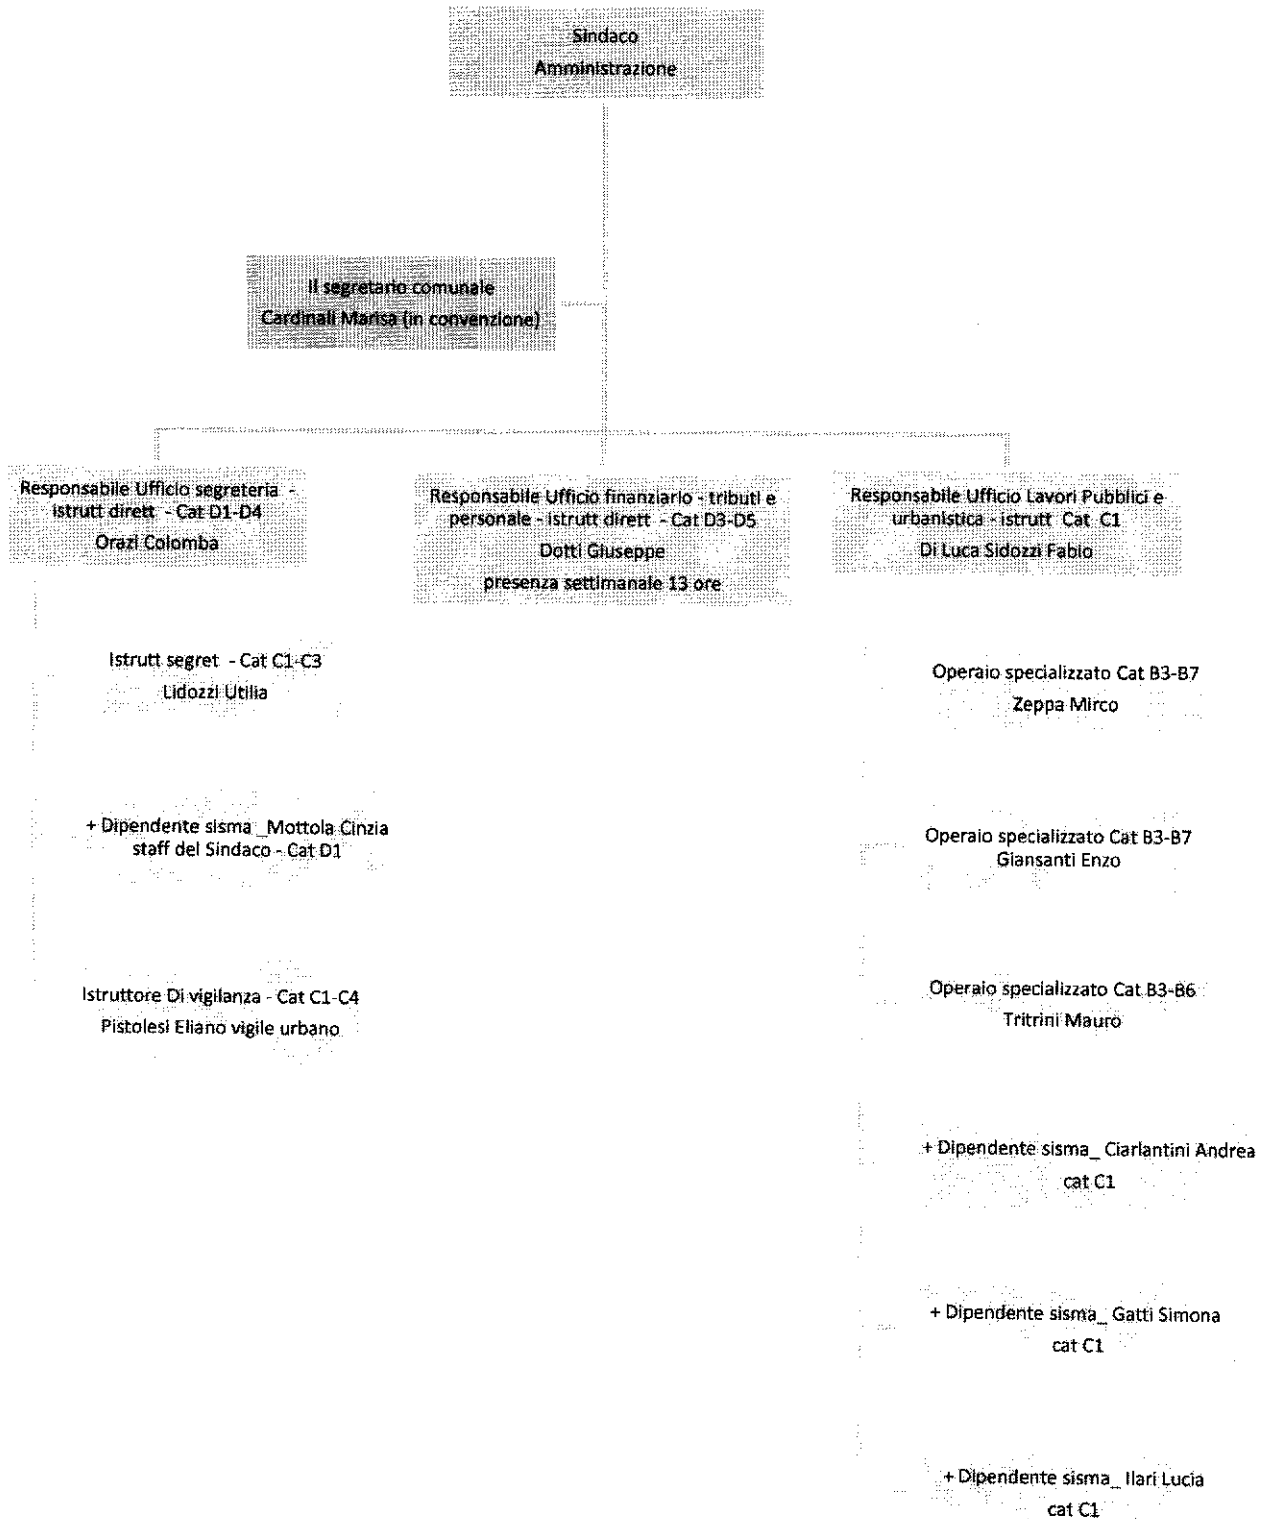 Sindaco
Amministrazione
Il segretario comunale
Cardinali Marisa (in convenzione)
Responsabile Ufficio segreteria -
istrutt dirett - Cat D1-D4
Orazi Colomba
Responsabile Ufficio finanziario - tributi e
personale - istrutt dirett - Cat D3-D5
Dotti Giuseppe
presenza settimanale 13 ore
Responsabile Ufficio Lavori Pubblici e
urbanistica - istrutt Cat C1
Di Luca Sidozzi Fabio
Istrutt segret - Cat C1-C3
Lidozzi Utilia
+ Dipendente sisma _Mottola Cinzia
staff del Sindaco - Cat D1
Istruttore Di vigilanza - Cat C1-C4
Pistolesi Eliano vigile urbano
Operaio specializzato Cat B3-B7
Zeppa Mirco
Operaio specializzato Cat B3-B7
Giansanti Enzo
Operaio specializzato Cat B3-B6
Tritrini Mauro
+ Dipendente sisma_ Ciarlantini Andrea
cat C1
+ Dipendente sisma_ Gatti Simona
cat C1
+ Dipendente sisma_ Ilari Lucia
cat C1